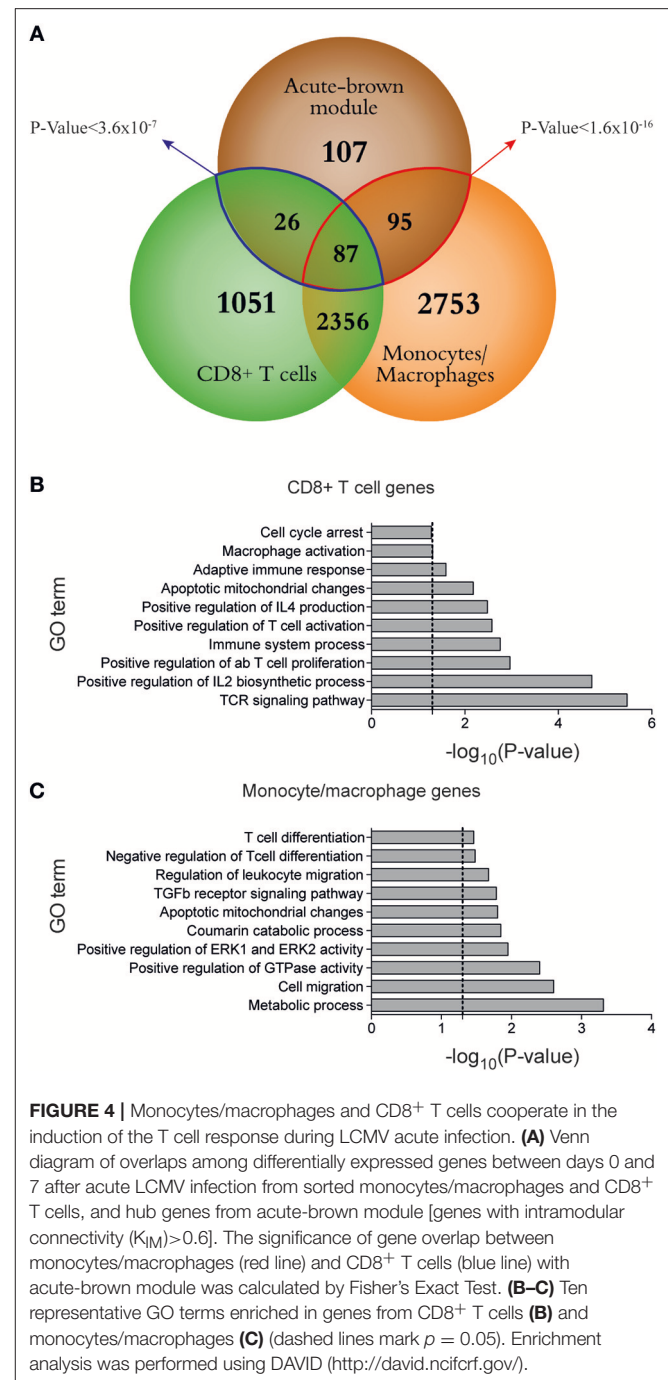 A
Acute-brown
module
P-Value<3.6x10⁻⁷
P-Value<1.6x10⁻¹⁶
107
26
95
87
1051
2356
2753
CD8+ T cells
Monocytes/
Macrophages
B
CD8+ T cell genes
GO term
Cell cycle arrest
Macrophage activation
Adaptive immune response
Apoptotic mitochondrial changes
Positive regulation of IL4 production
Positive regulation of T cell activation
Immune system process
Positive regulation of ab T cell proliferation
Positive regulation of IL2 biosynthetic process
TCR signaling pathway
0 2 4 6
-log₁₀(P-value)
C
Monocyte/macrophage genes
GO term
T cell differentiation
Negative regulation of Tcell differentiation
Regulation of leukocyte migration
TGFb receptor signaling pathway
Apoptotic mitochondrial changes
Coumarin catabolic process
Positive regulation of ERK1 and ERK2 activity
Positive regulation of GTPase activity
Cell migration
Metabolic process
0 1 2 3 4
-log₁₀(P-value)
FIGURE 4 | Monocytes/macrophages and CD8⁺ T cells cooperate in the
induction of the T cell response during LCMV acute infection. (A) Venn
diagram of overlaps among differentially expressed genes between days 0 and
7 after acute LCMV infection from sorted monocytes/macrophages and CD8⁺
T cells, and hub genes from acute-brown module [genes with intramodular
connectivity (K_IM)>0.6]. The significance of gene overlap between
monocytes/macrophages (red line) and CD8⁺ T cells (blue line) with
acute-brown module was calculated by Fisher's Exact Test. (B–C) Ten
representative GO terms enriched in genes from CD8⁺ T cells (B) and
monocytes/macrophages (C) (dashed lines mark p = 0.05). Enrichment
analysis was performed using DAVID (http://david.ncifcrf.gov/).